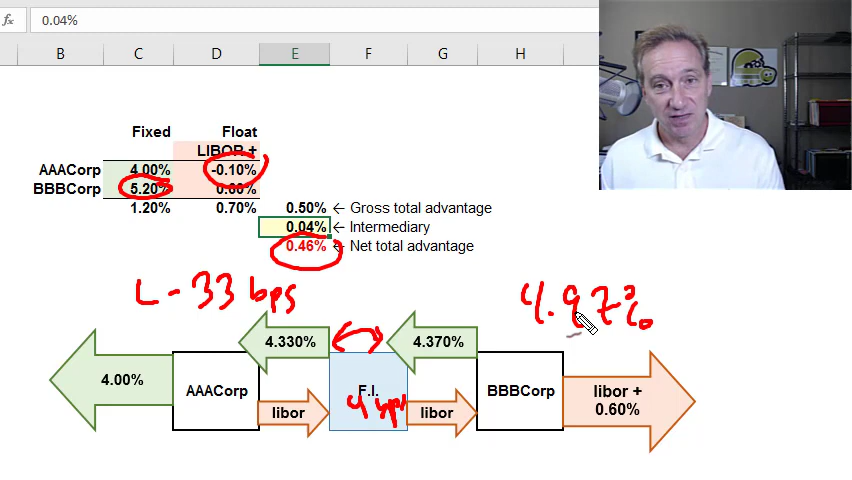 fx 0.04%
B C D E F G H
Fixed Float
LIBOR +
AAACorp 4.00% -0.10%
BBBCorp 5.20% 0.60%
1.20% 0.70% 0.50% ← Gross total advantage
0.04% ← Intermediary
0.46% ← Net total advantage
L - 33 bps 4.97%
4.330% 4.370%
4.00% AAACorp F.I. BBBCorp libor +
0.60%
4 bps
libor libor